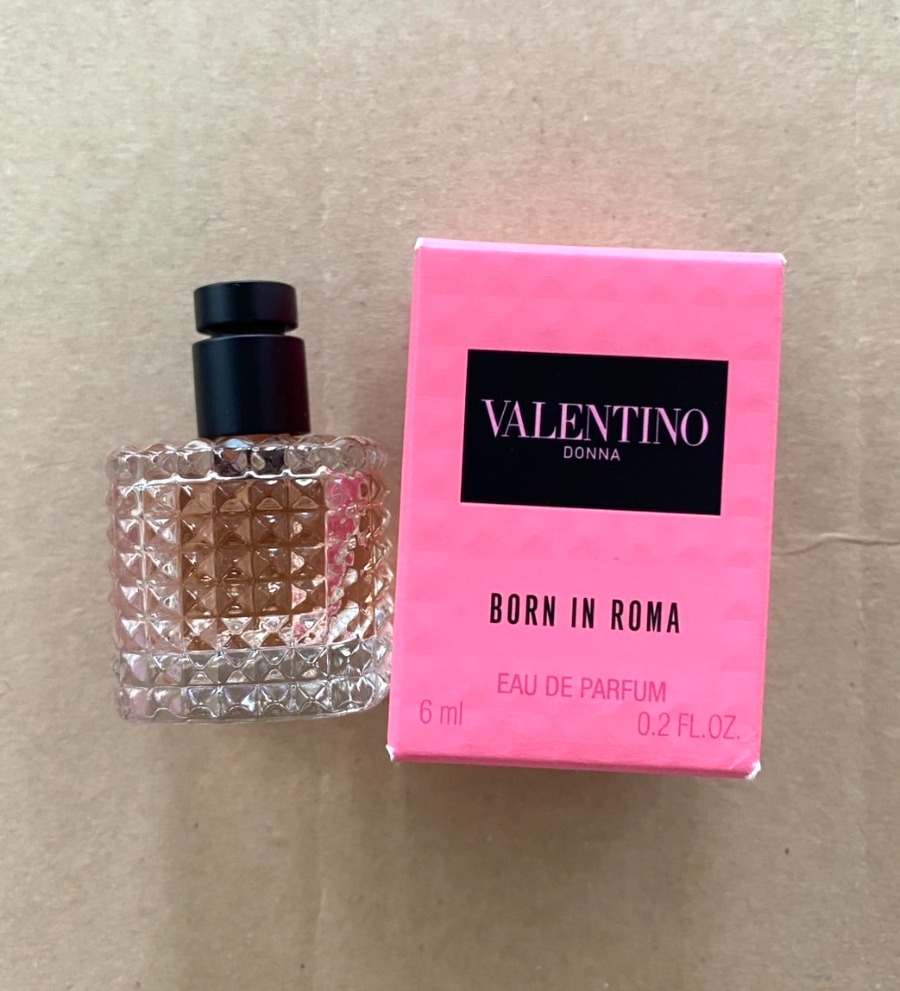 VALENTINO
DONNA
BORN IN ROMA
EAU DE PARFUM
6 ml 0.2 FL.OZ.